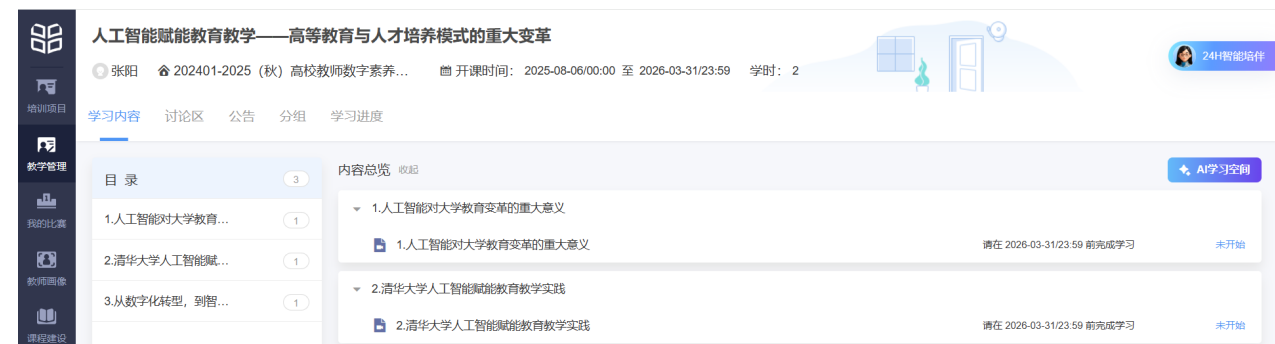 人工智能赋能教育教学——高等教育与人才培养模式的重大变革
张阳 202401-2025（秋）高校教师数字素养… 开课时间： 2025-08-06/00:00 至 2026-03-31/23:59 学时：2
24H智能培伴
培训项目
学习内容 讨论区 公告 分组 学习进度
教学管理
目 录 3
内容总览 收起
AI学习空间
1.人工智能对大学教育… 1
1.人工智能对大学教育变革的重大意义
我的比赛
1.人工智能对大学教育变革的重大意义 请在 2026-03-31/23:59 前完成学习 未开始
2.清华大学人工智能赋… 1
教师画像
2.清华大学人工智能赋能教育教学实践
3.从数字化转型，到智… 1
2.清华大学人工智能赋能教育教学实践 请在 2026-03-31/23:59 前完成学习 未开始
课程建设